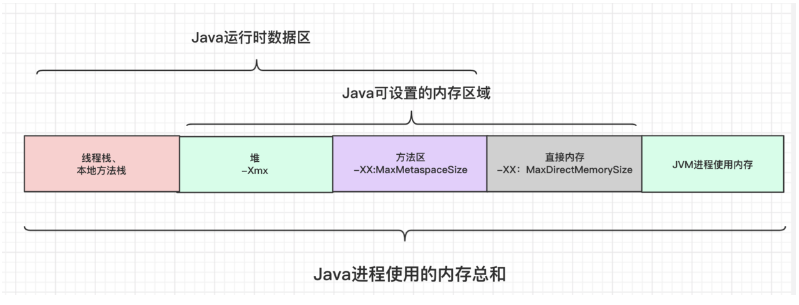 Java运行时数据区
Java可设置的内存区域
线程栈、
本地方法栈
堆
-Xmx
方法区
-XX:MaxMetaspaceSize
直接内存
-XX：MaxDirectMemorySize
JVM进程使用内存
Java进程使用的内存总和